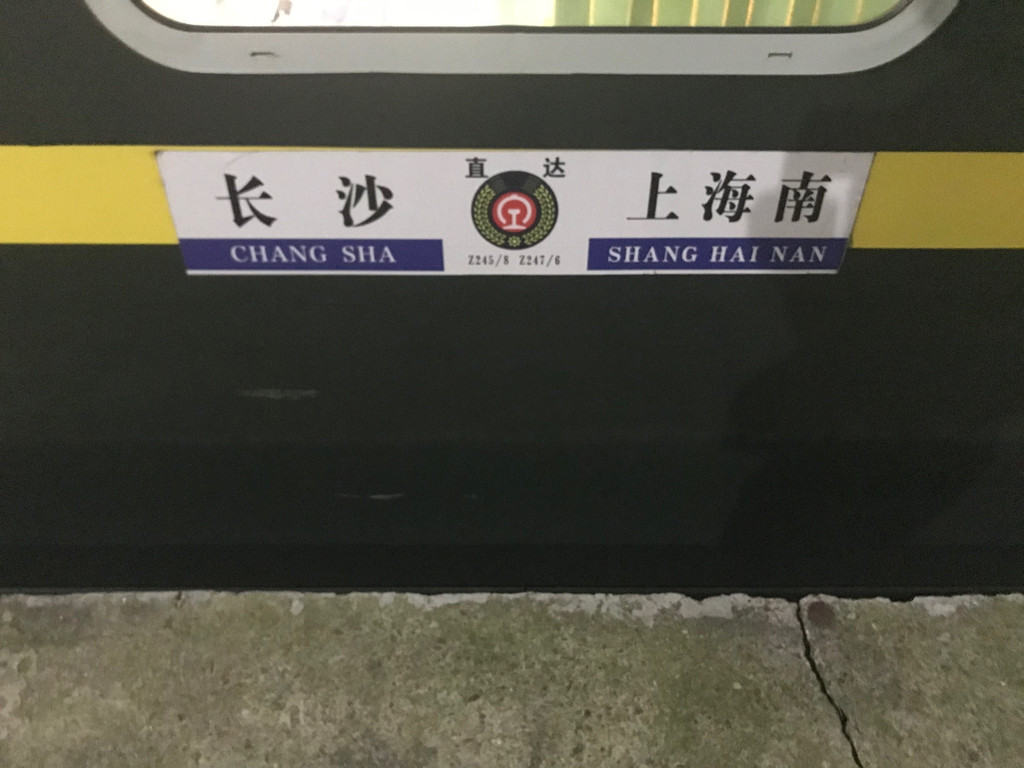 直 达
长 沙
上 海 南
CHANG SHA
Z245/8 Z247/6
SHANG HAI NAN